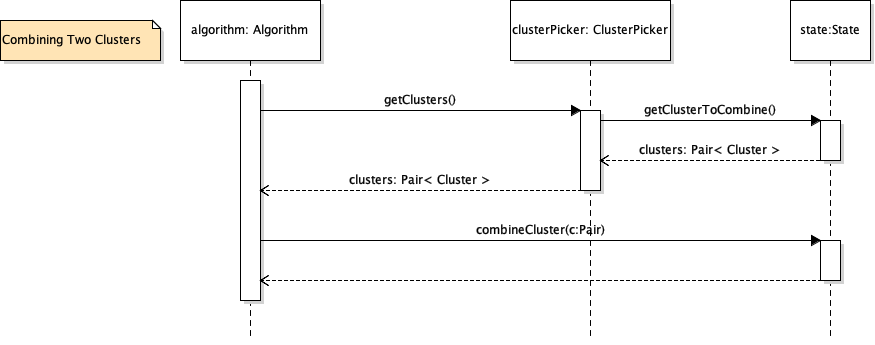 Combining Two Clusters
algorithm: Algorithm
clusterPicker: ClusterPicker
state:State
getClusters()
getClusterToCombine()
clusters: Pair< Cluster >
clusters: Pair< Cluster >
combineCluster(c:Pair)